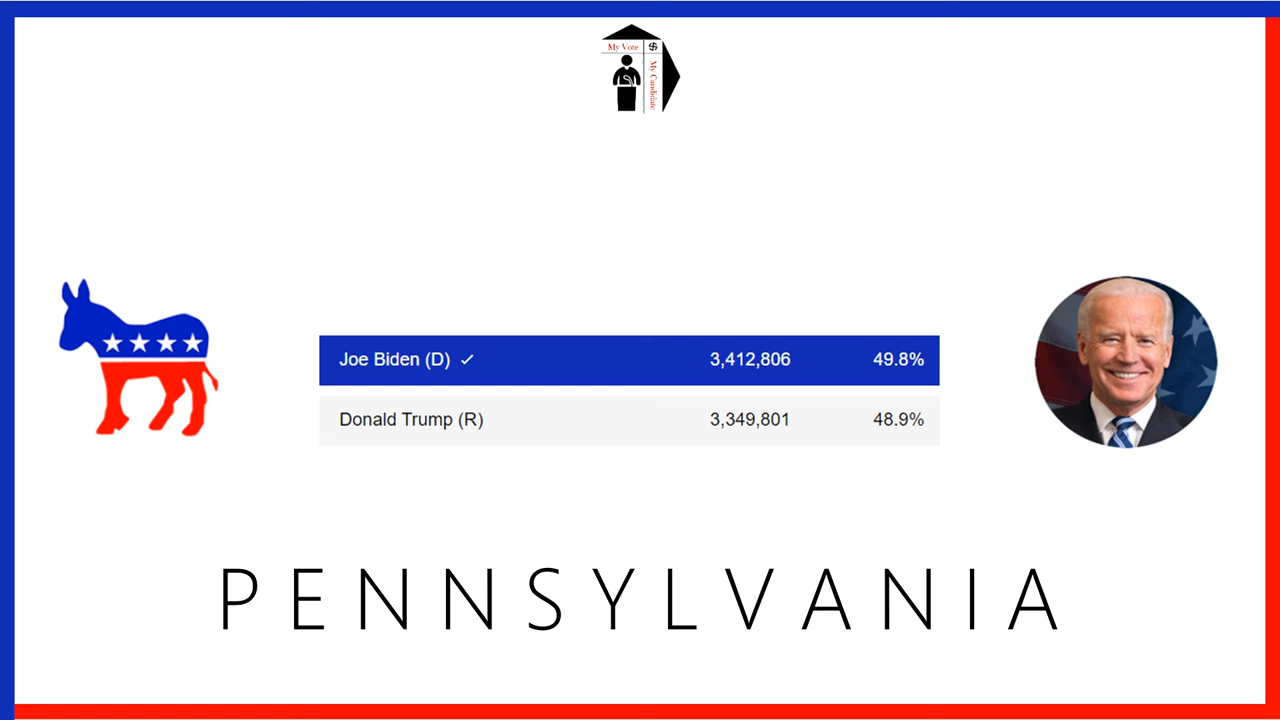 My Vote
$
My Candidate
Joe Biden (D) ✓ 3,412,806 49.8%
Donald Trump (R) 3,349,801 48.9%
PENNSYLVANIA